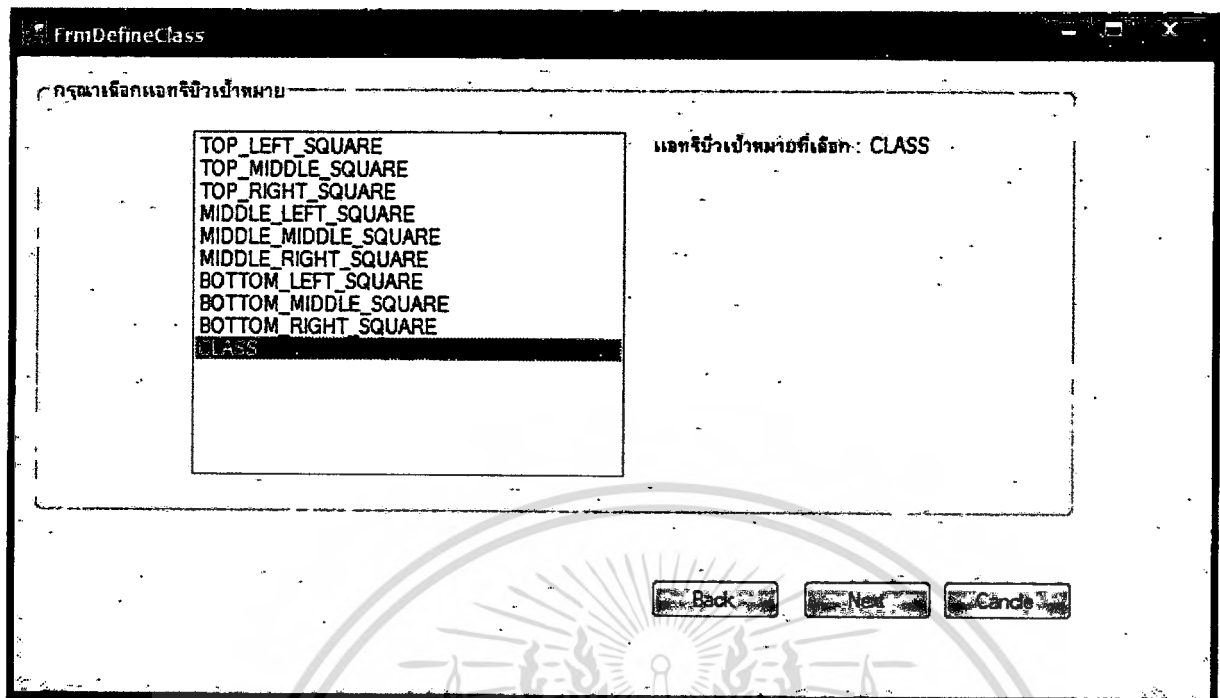 FrmDefineClass
กรุณาเลือกแอทริบิวเป้าหมาย
TOP_LEFT_SQUARE
TOP_MIDDLE_SQUARE
TOP_RIGHT_SQUARE
MIDDLE_LEFT_SQUARE
MIDDLE_MIDDLE_SQUARE
MIDDLE_RIGHT_SQUARE
BOTTOM_LEFT_SQUARE
BOTTOM_MIDDLE_SQUARE
BOTTOM_RIGHT_SQUARE
CLASS
แอทริบิวเป้าหมายที่เลือก : CLASS
Back
Next
Cancle